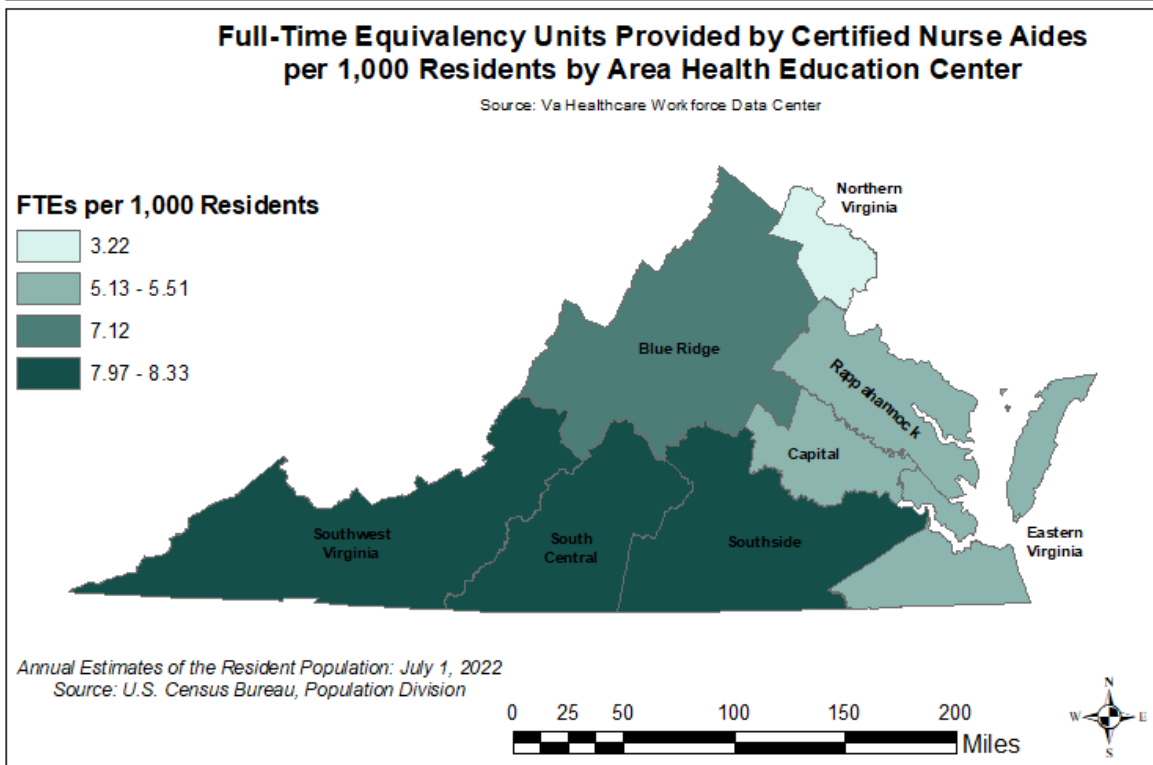 Full-Time Equivalency Units Provided by Certified Nurse Aides
per 1,000 Residents by Area Health Education Center
Source: Va Healthcare Workforce Data Center
FTEs per 1,000 Residents
3.22
5.13 - 5.51
7.12
7.97 - 8.33
Northern
Virginia
Blue Ridge
Rappahannock
Capital
Southwest
Virginia
South
Central
Southside
Eastern
Virginia
Annual Estimates of the Resident Population: July 1, 2022
Source: U.S. Census Bureau, Population Division
0 25 50 100 150 200
Miles
N
W E
S